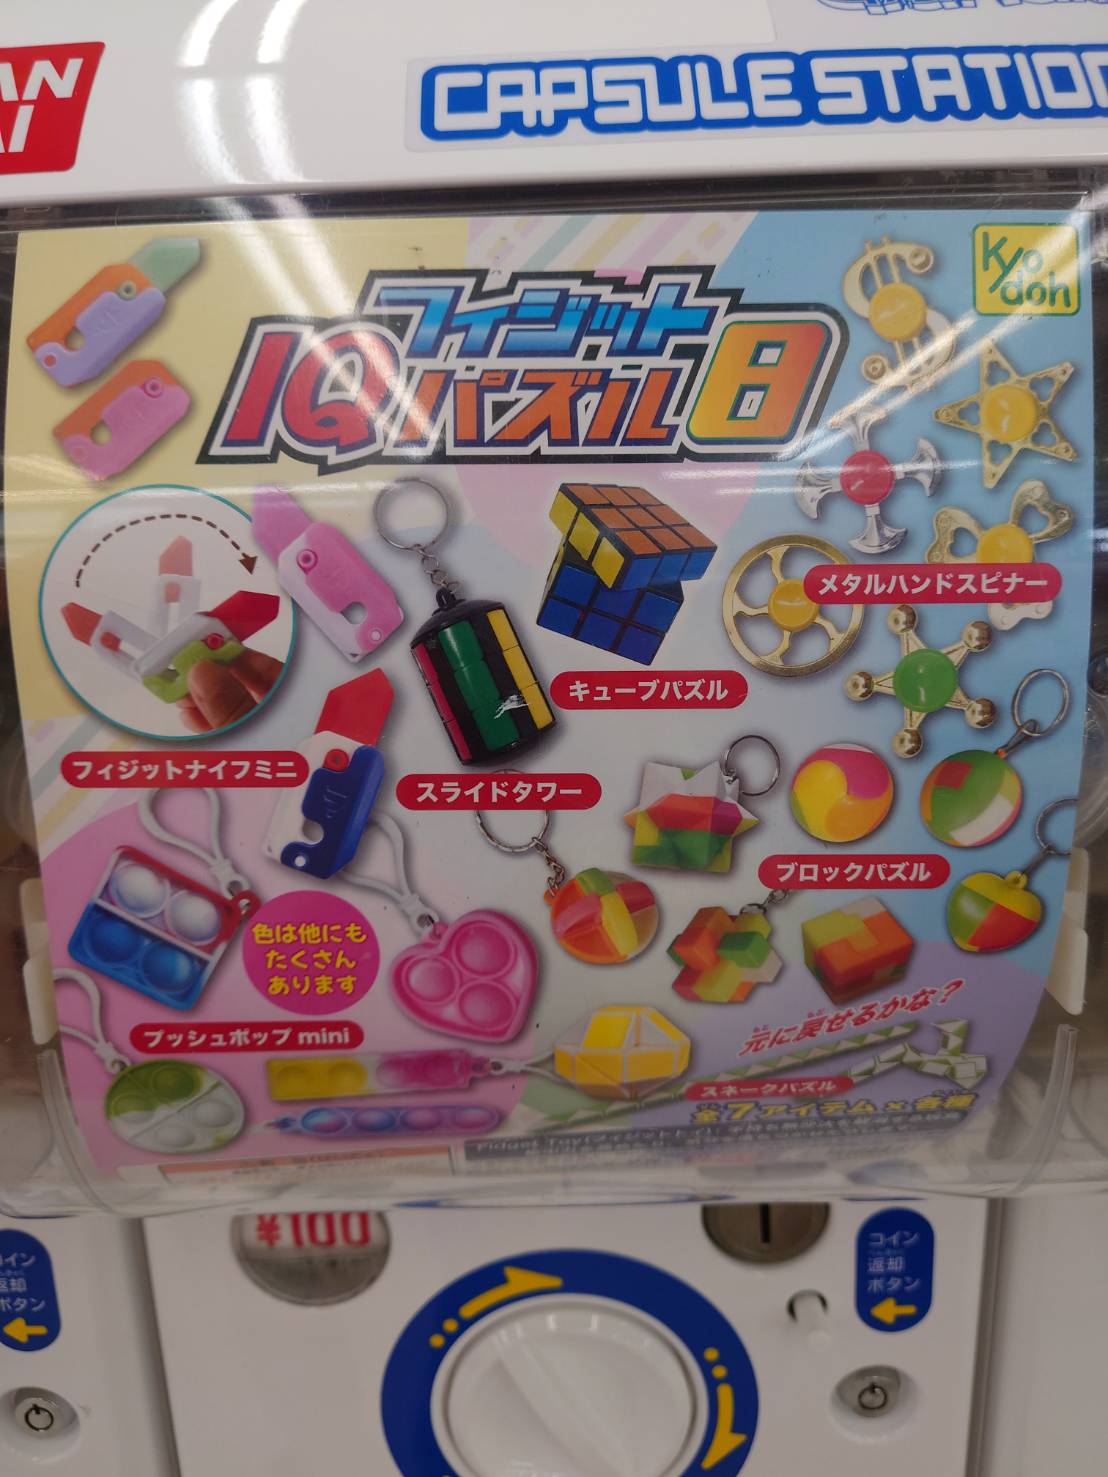 CAPSULE STATION
Kyodoh
フィジット
IQパズル8
メタルハンドスピナー
キューブパズル
フィジットナイフミニ
スライドタワー
ブロックパズル
色は他にも
たくさん
あります
プッシュポップ mini
元に戻せるかな?
スネークパズル
全7アイテム×各種
¥100
コイン
返却
ボタン
コイン
返却
ボタン